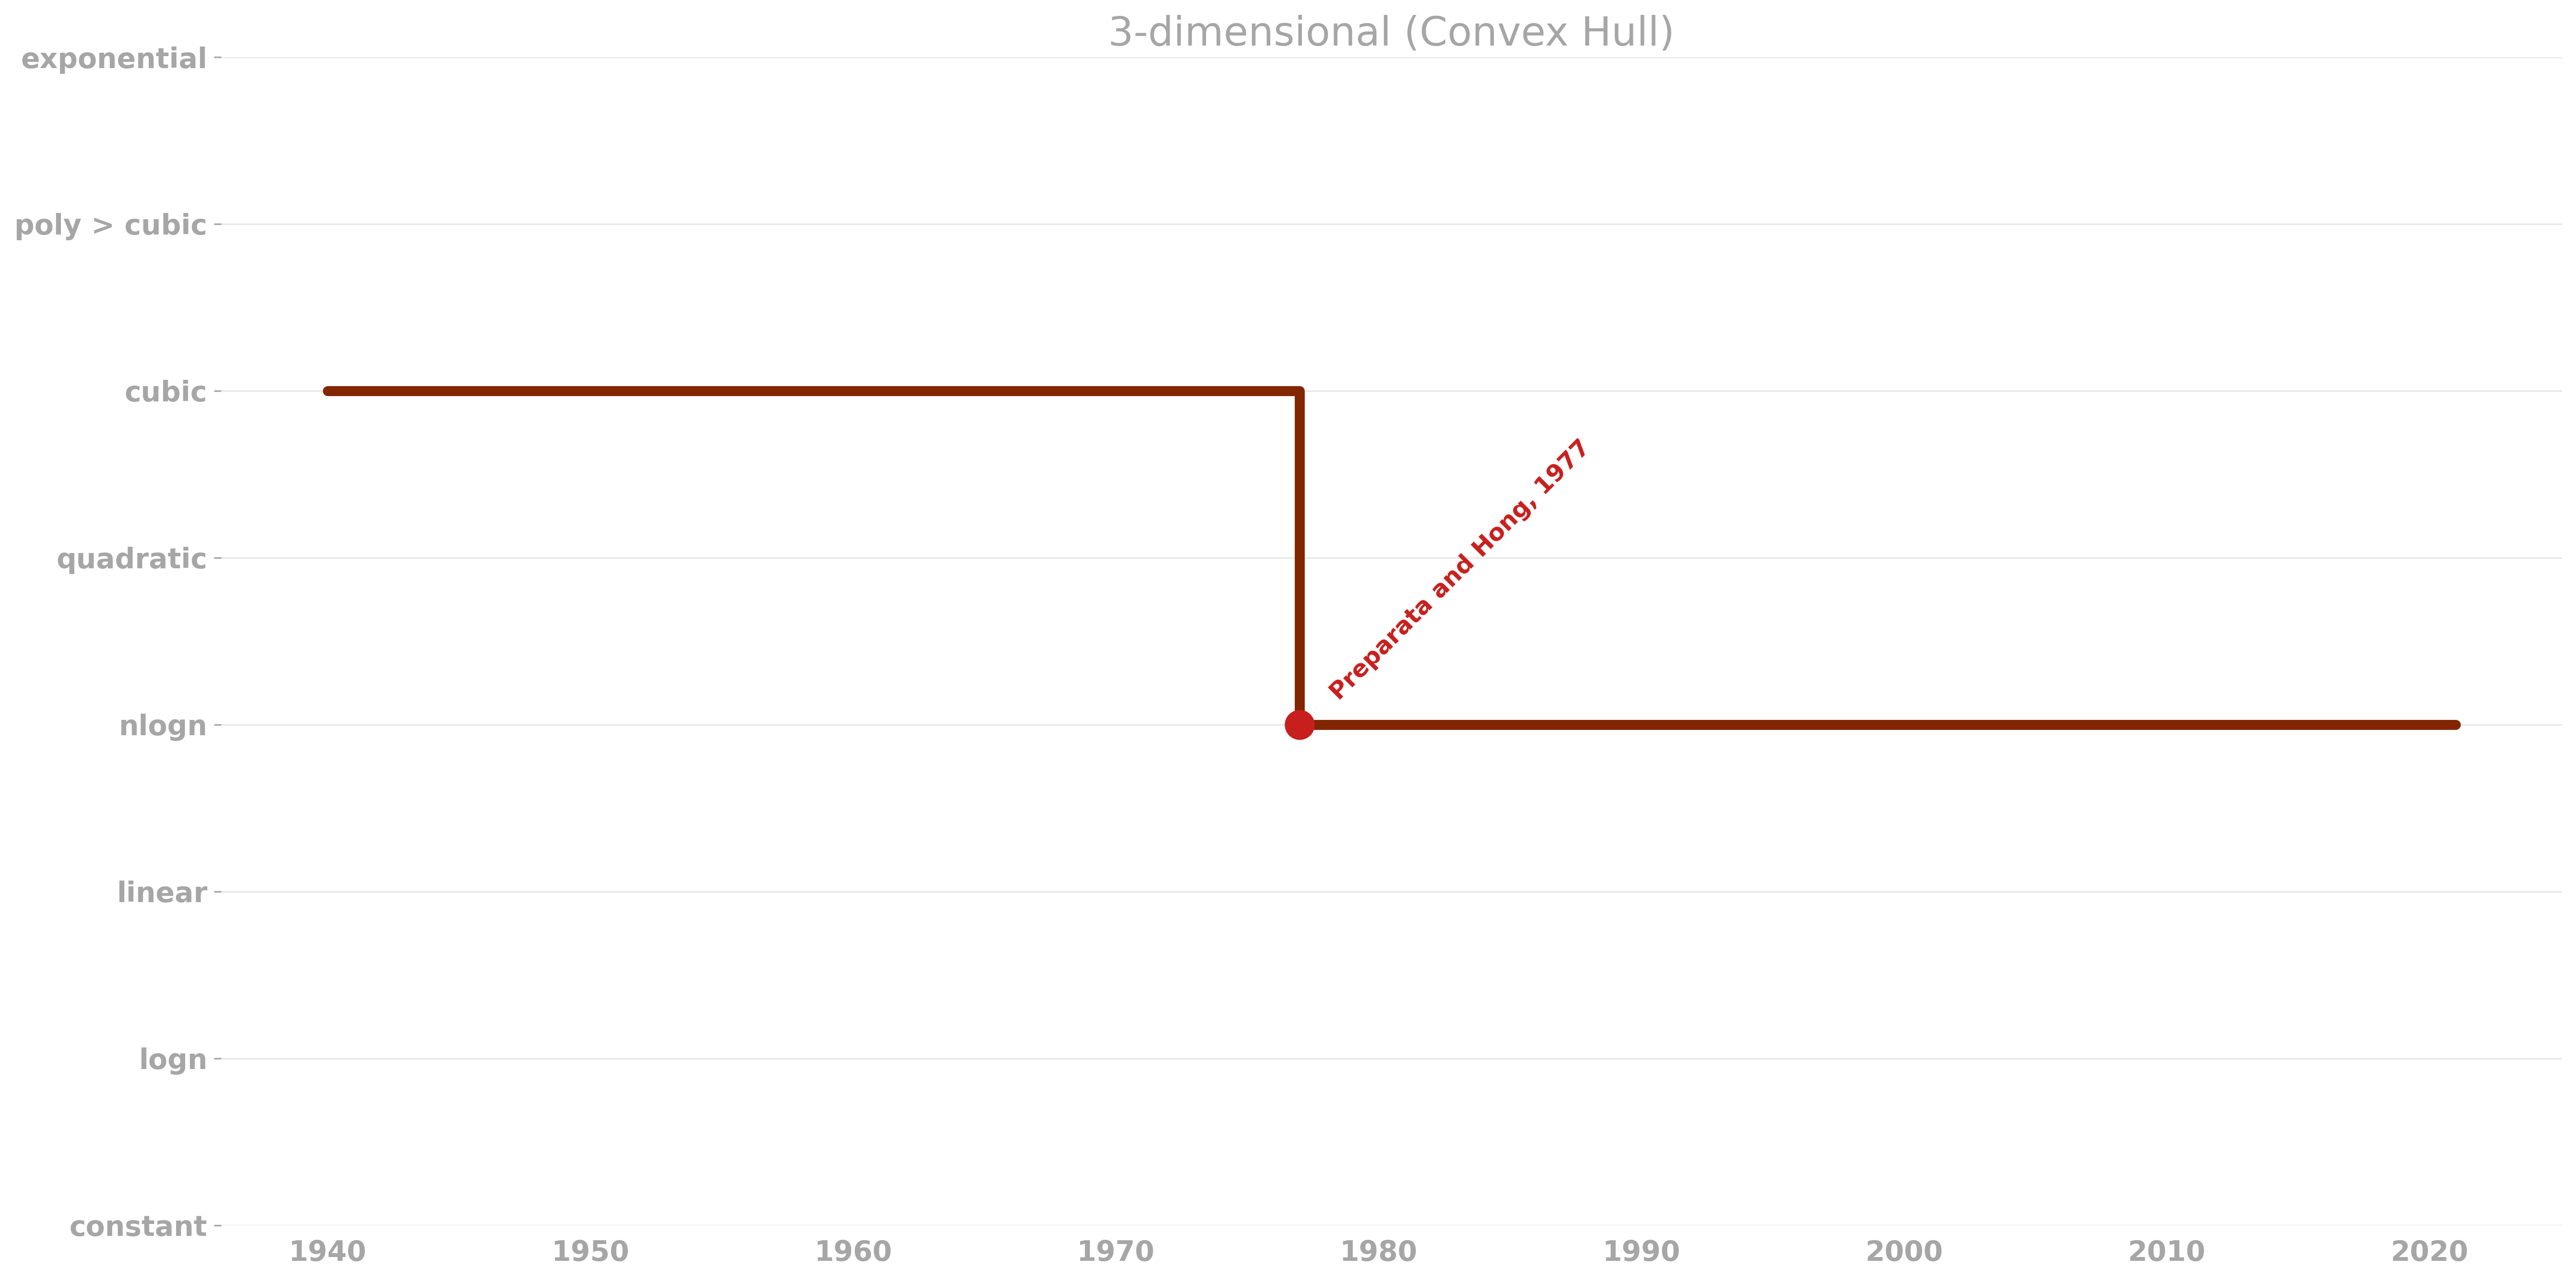 3-dimensional (Convex Hull)
exponential
poly > cubic
cubic
quadratic
nlogn
linear
logn
constant
Preparata and Hong, 1977
1940 1950 1960 1970 1980 1990 2000 2010 2020